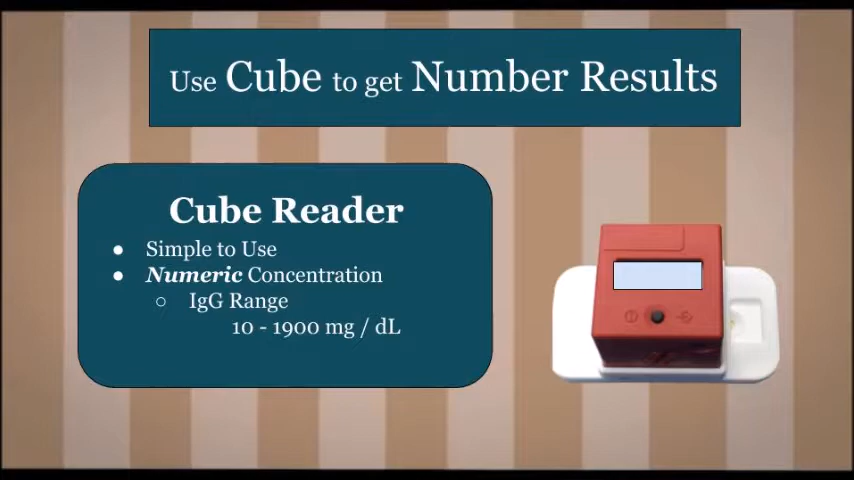 Use Cube to get Number Results
Cube Reader
● Simple to Use
● Numeric Concentration
○ IgG Range
10 - 1900 mg / dL